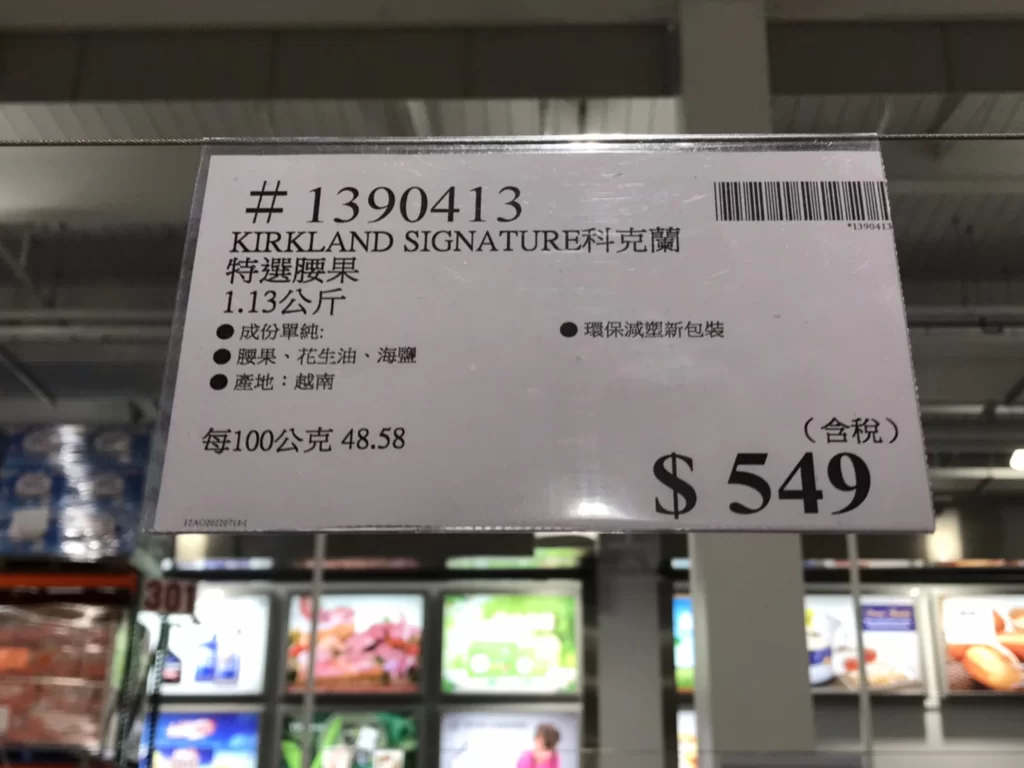 # 1390413
*1390413
KIRKLAND SIGNATURE科克蘭
特選腰果
1.13公斤
● 成份單純:
● 腰果、花生油、海鹽
● 產地：越南
● 環保減塑新包裝
每100公克 48.58
（含稅）
$ 549
301